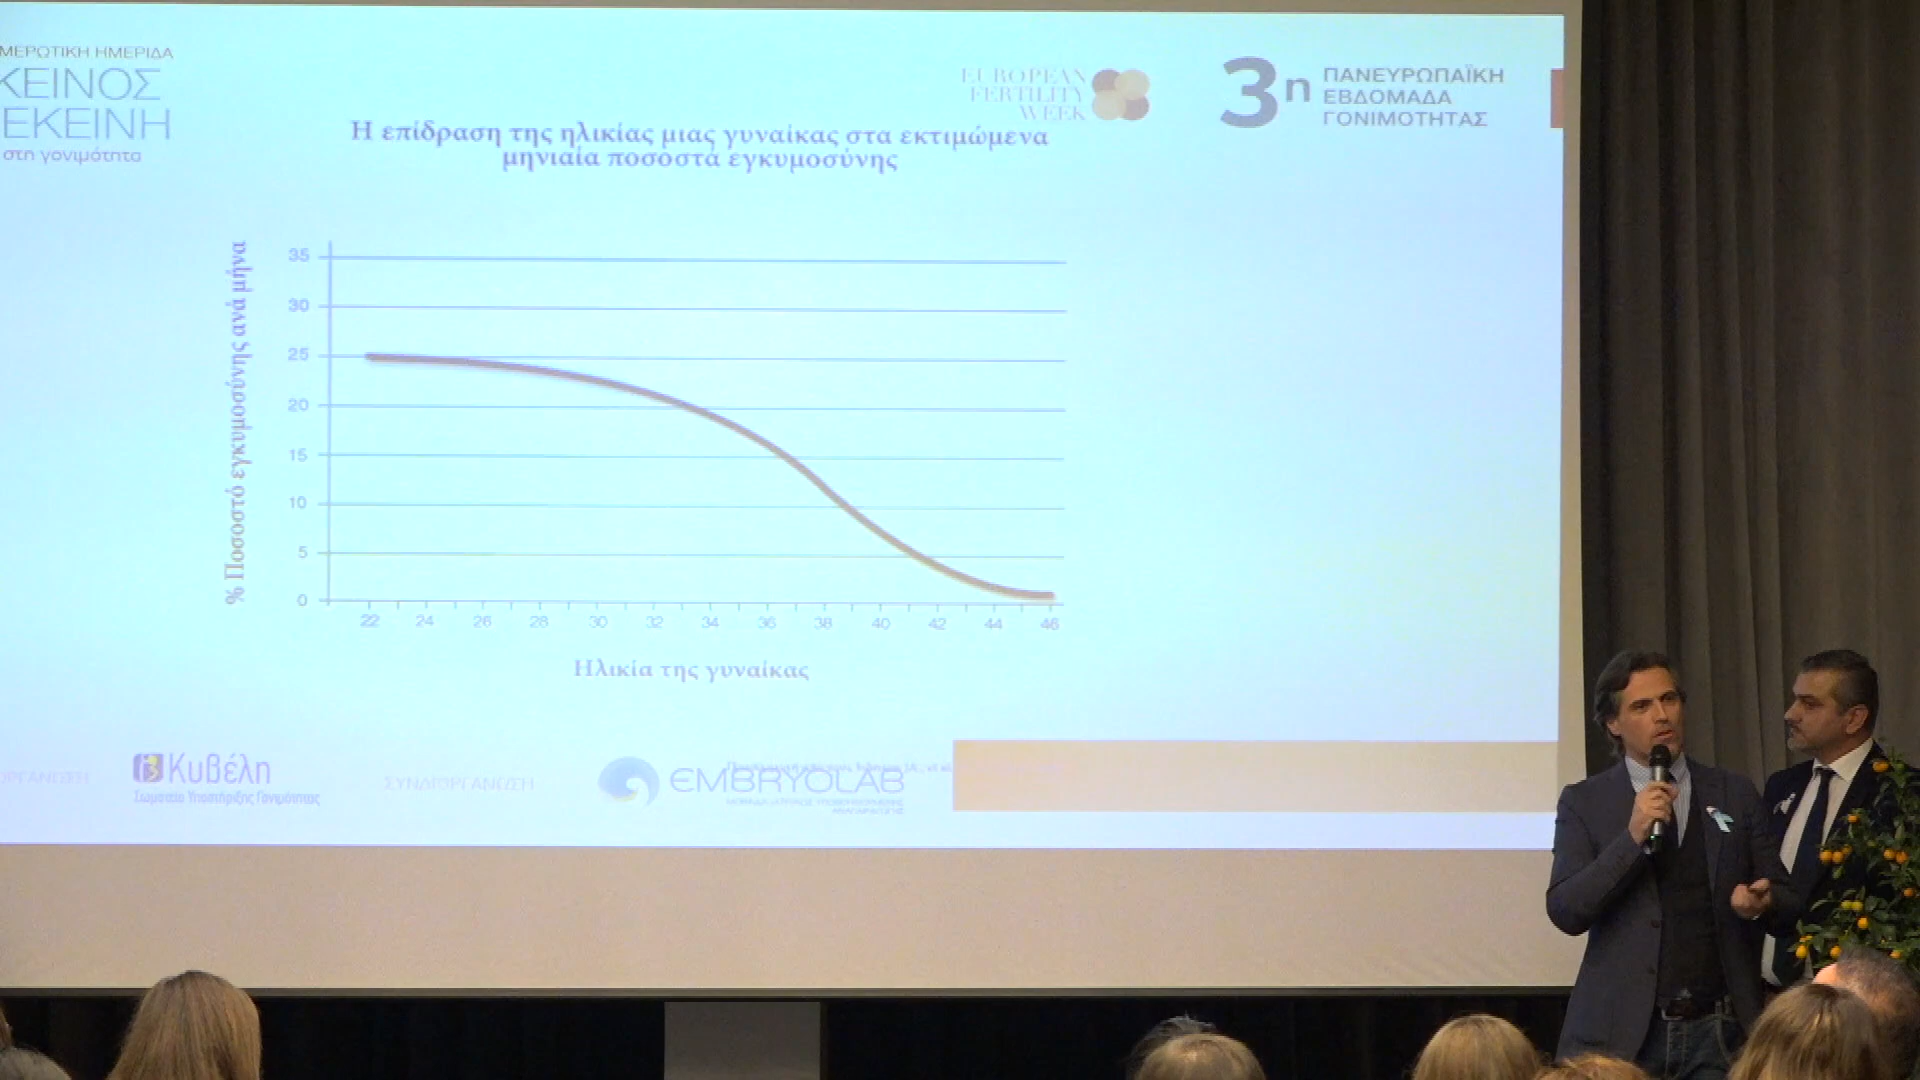 ΜΕΡΩΤΙΚΗ ΗΜΕΡΙΔΑ
ΚΕΙΝΟΣ
ΕΚΕΙΝΗ
στη γονιμότητα
EUROPEAN
FERTILITY
WEEK
3η
ΠΑΝΕΥΡΩΠΑΪΚΗ
ΕΒΔΟΜΑΔΑ
ΓΟΝΙΜΟΤΗΤΑΣ
Η επίδραση της ηλικίας μιας γυναίκας στα εκτιμώμενα
μηνιαία ποσοστά εγκυμοσύνης
% Ποσοστό εγκυμοσύνης ανά μήνα
35
30
25
20
15
10
5
0
22 24 26 28 30 32 34 36 38 40 42 44 46
Ηλικία της γυναίκας
ΟΡΓΑΝΩΣΗ
Κυβέλη
Σωματείο Υποστήριξης Γονιμότητας
ΣΥΝΔΙΟΡΓΑΝΩΣΗ
EMBRYOLAB